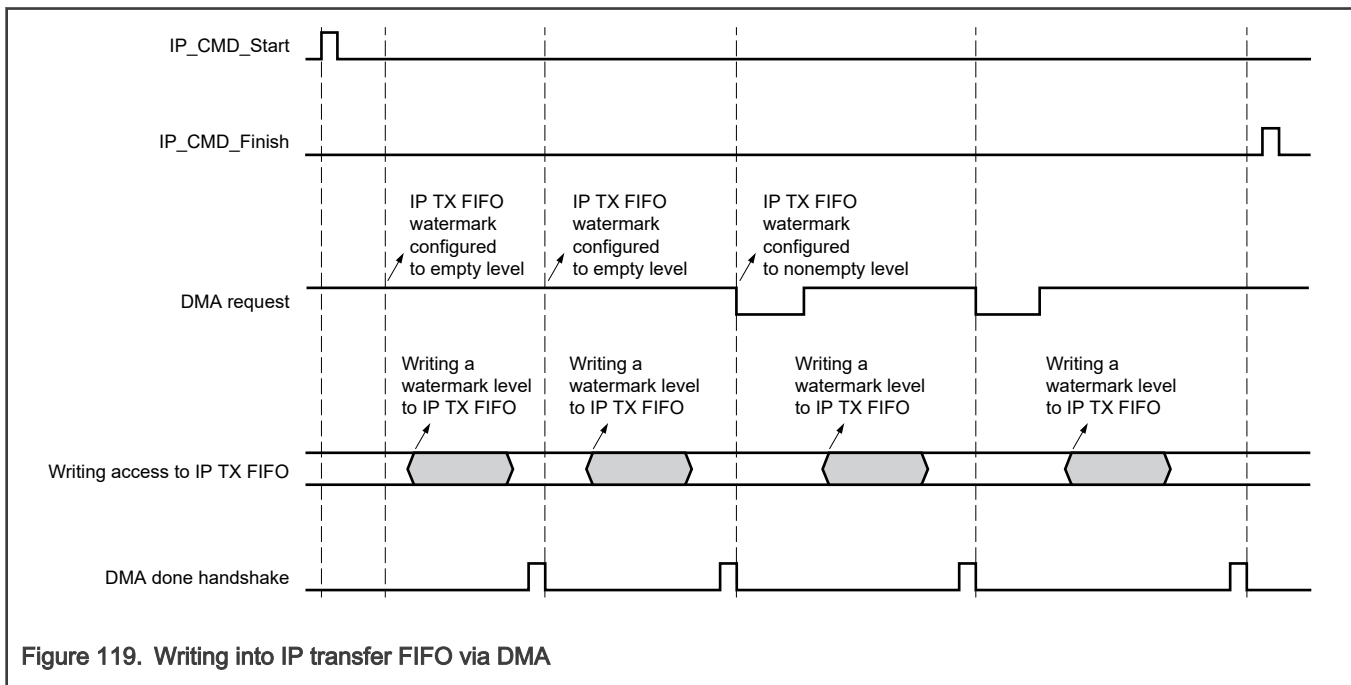 IP_CMD_Start
IP_CMD_Finish
IP TX FIFO
watermark
configured
to empty level
IP TX FIFO
watermark
configured
to empty level
IP TX FIFO
watermark
configured
to nonempty level
DMA request
Writing a
watermark level
to IP TX FIFO
Writing a
watermark level
to IP TX FIFO
Writing a
watermark level
to IP TX FIFO
Writing a
watermark level
to IP TX FIFO
Writing access to IP TX FIFO
DMA done handshake
Figure 119. Writing into IP transfer FIFO via DMA